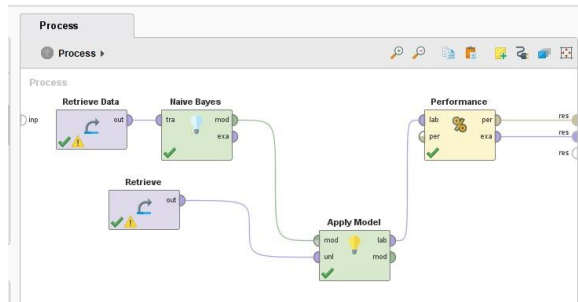 Process
Process
Process
Retrieve Data
inp
out
Naive Bayes
tra
mod
exa
Performance
lab
per
per
exa
res
res
res
Retrieve
out
Apply Model
mod
lab
unl
mod